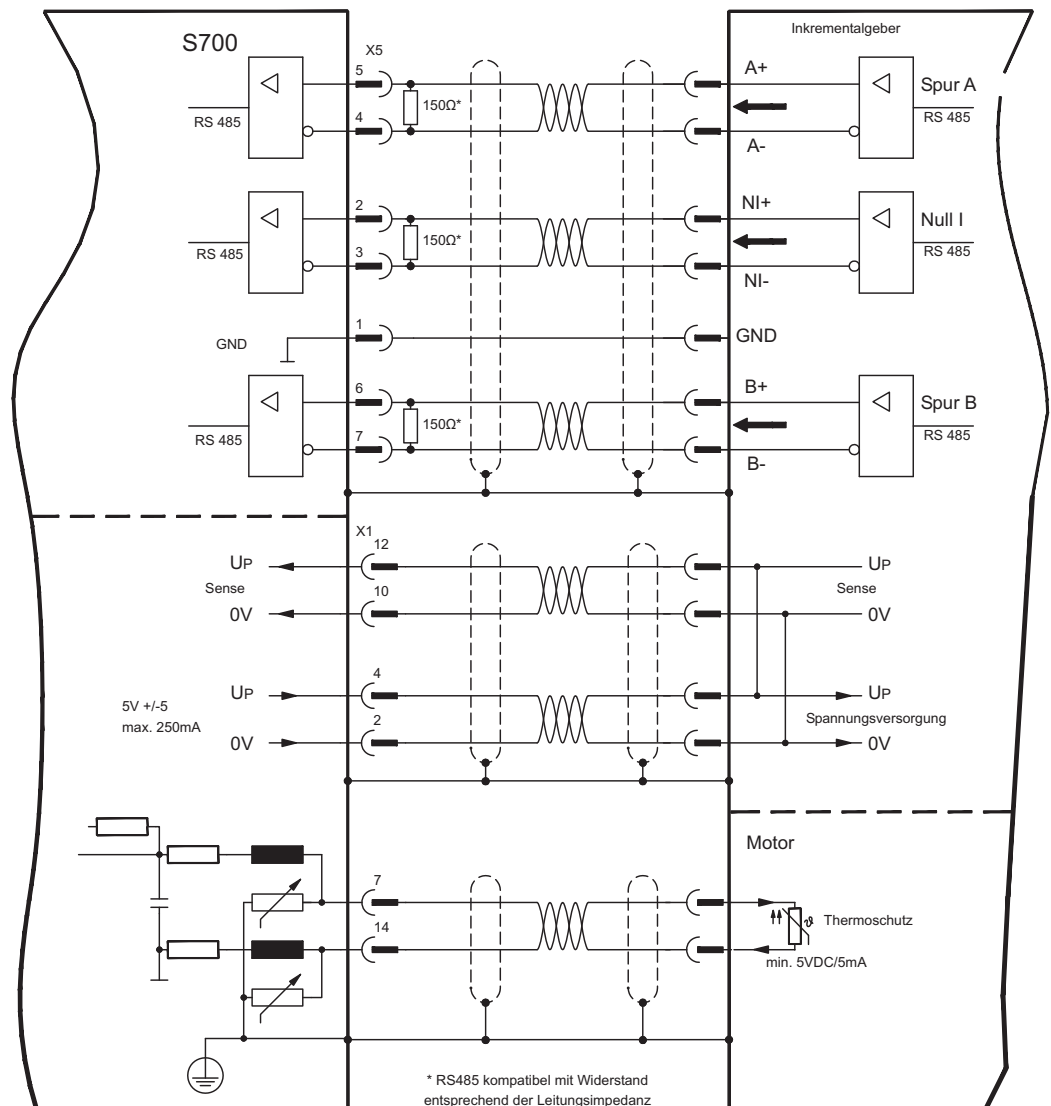 Inkrementalgeber
S700
X5
5
A+
Spur A
150Ω*
RS 485
RS 485
4
A-
2
NI+
Null I
150Ω*
RS 485
RS 485
3
NI-
1
GND
GND
6
B+
Spur B
150Ω*
RS 485
RS 485
7
B-
X1
12
UP
UP
Sense
Sense
10
0V
0V
4
UP
UP
5V +/-5
max. 250mA
Spannungsversorgung
2
0V
0V
Motor
7
ϑ Thermoschutz
14
min. 5VDC/5mA
* RS485 kompatibel mit Widerstand
entsprechend der Leitungsimpedanz